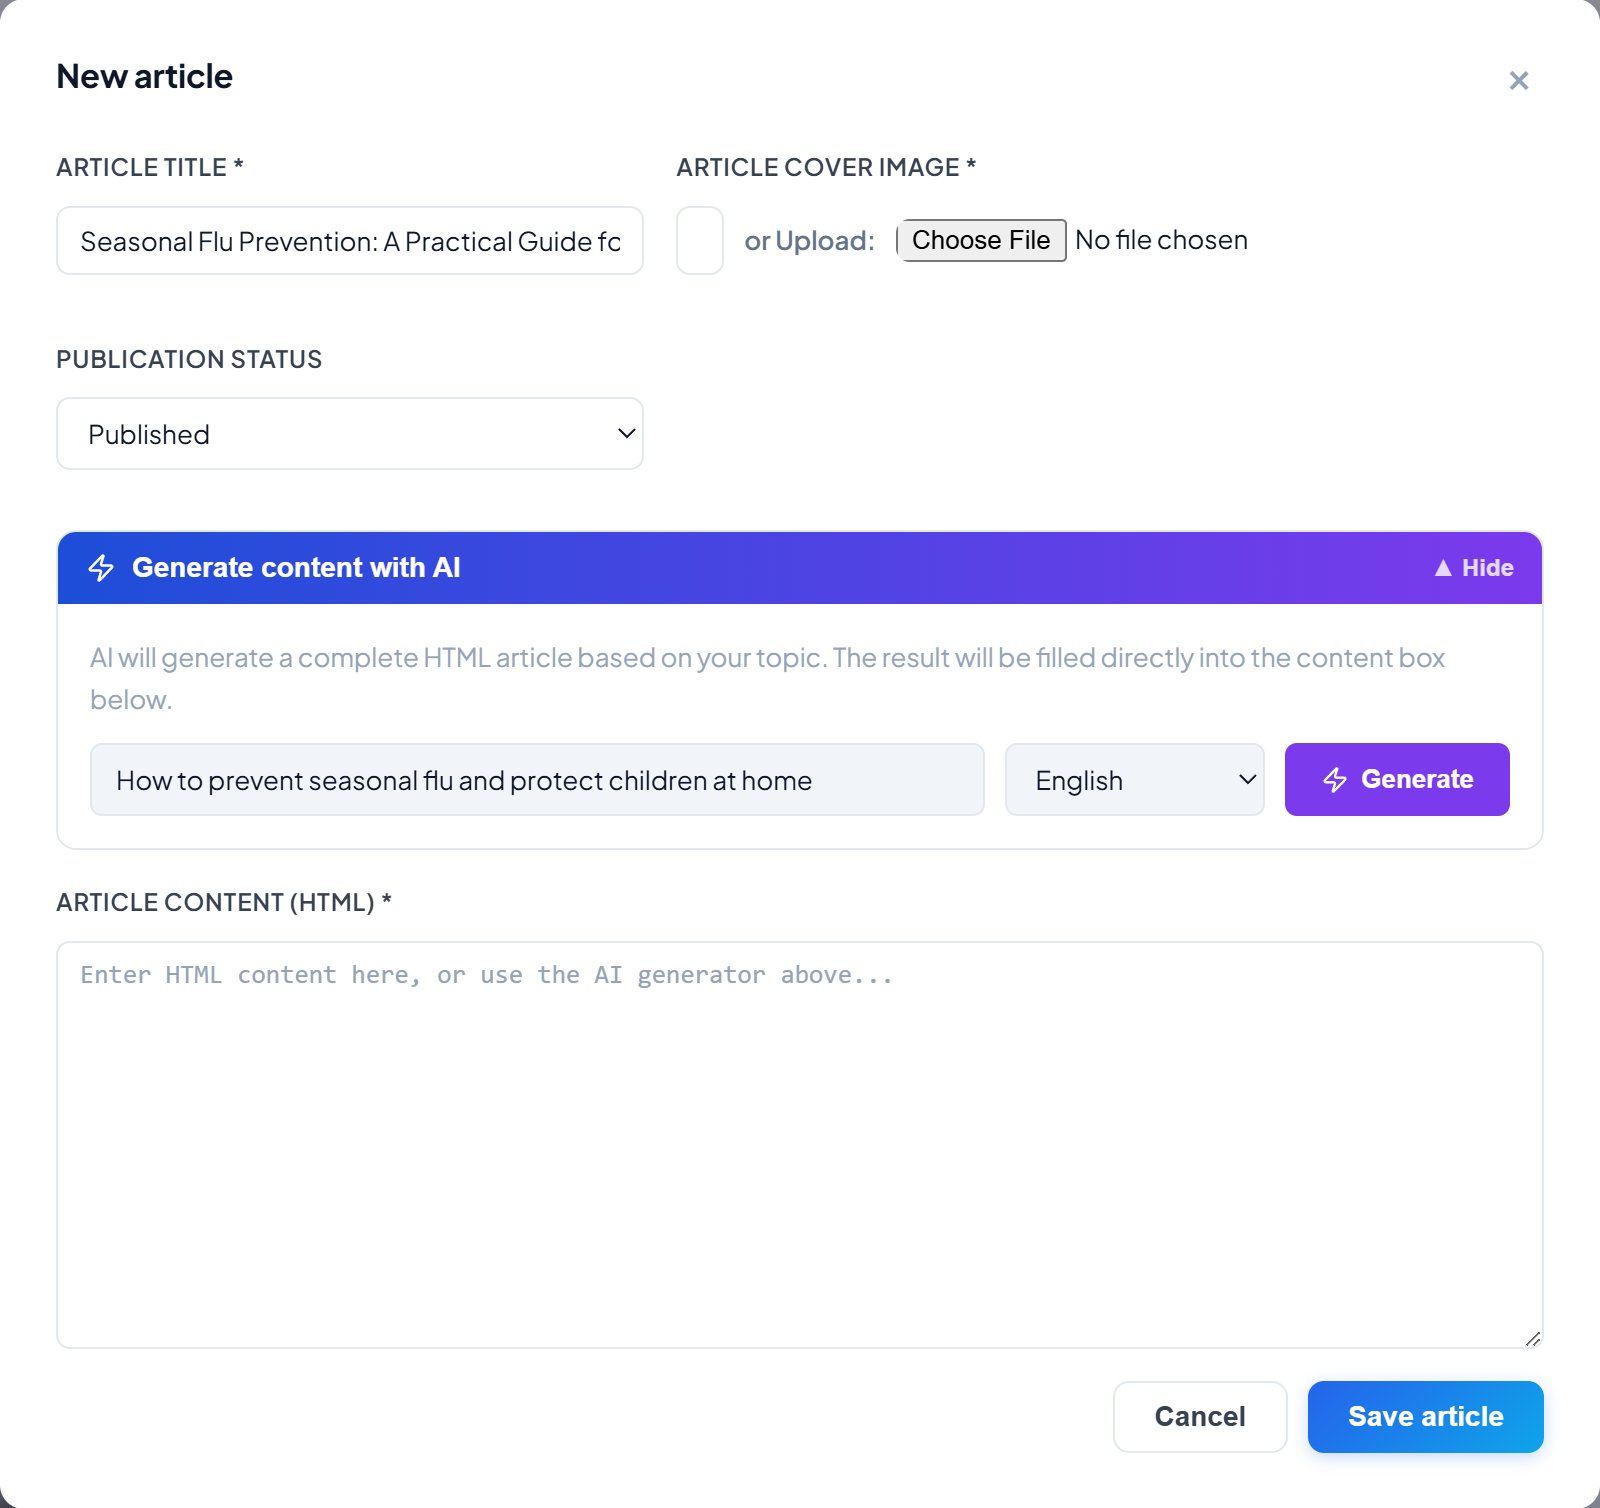 New article
×
ARTICLE TITLE *
ARTICLE COVER IMAGE *
Seasonal Flu Prevention: A Practical Guide fo
or Upload:
Choose File
No file chosen
PUBLICATION STATUS
Published
Generate content with AI
▲ Hide
AI will generate a complete HTML article based on your topic. The result will be filled directly into the content box
below.
How to prevent seasonal flu and protect children at home
English
Generate
ARTICLE CONTENT (HTML) *
Enter HTML content here, or use the AI generator above...
Cancel
Save article